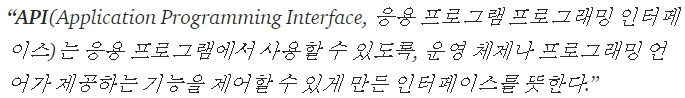 “API(Application Programming Interface, 응용 프로그램 프로그래밍 인터페
이스)는 응용 프로그램에서 사용할 수 있도록, 운영 체제나 프로그래밍 언
어가 제공하는 기능을 제어할 수 있게 만든 인터페이스를 뜻한다.”